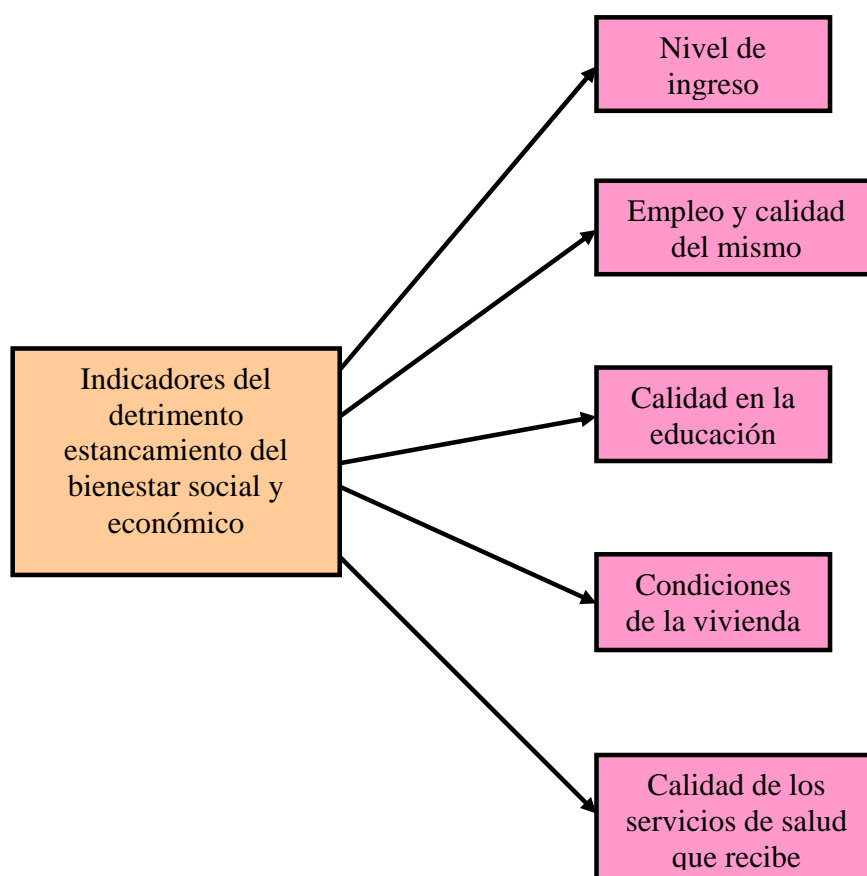 Nivel de
ingreso
Empleo y calidad
del mismo
Indicadores del
detrimento
estancamiento del
bienestar social y
económico
Calidad en la
educación
Condiciones
de la vivienda
Calidad de los
servicios de salud
que recibe